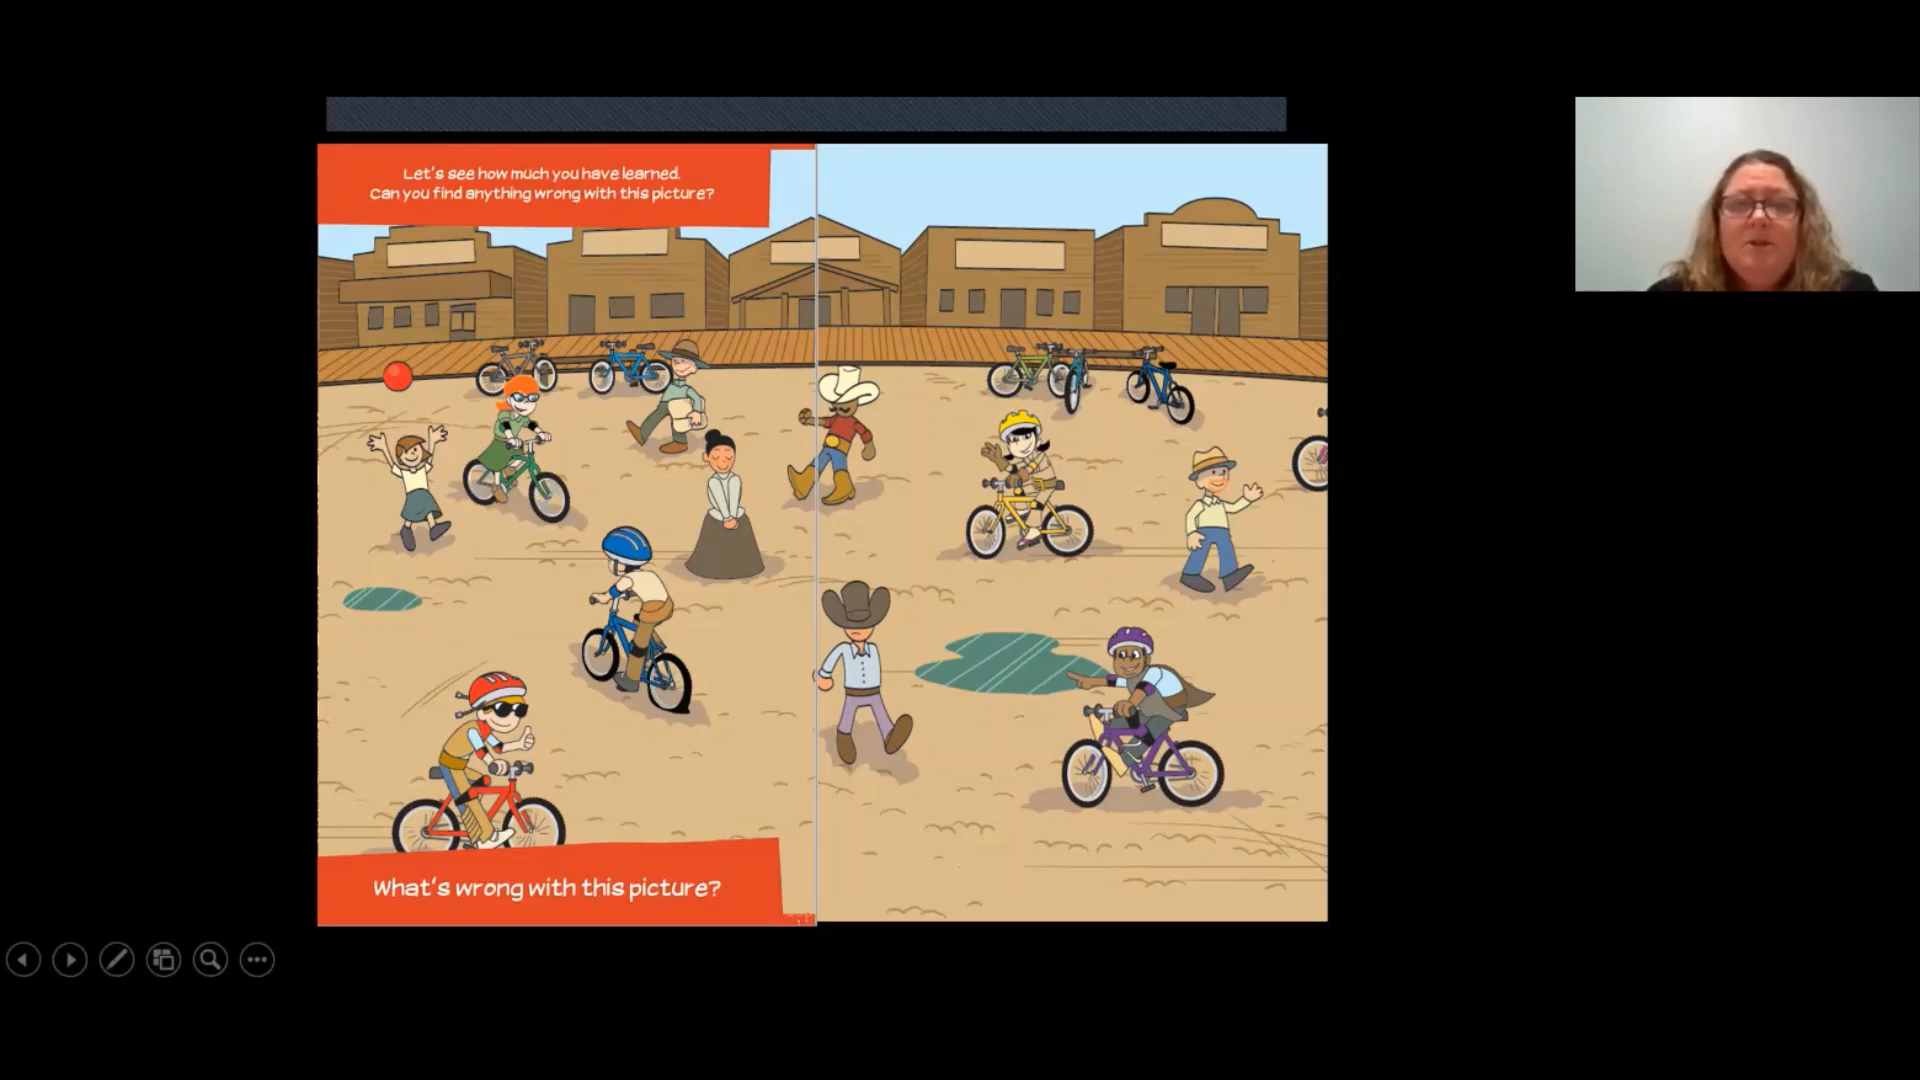 Let's see how much you have learned.
Can you find anything wrong with this picture?
What's wrong with this picture?